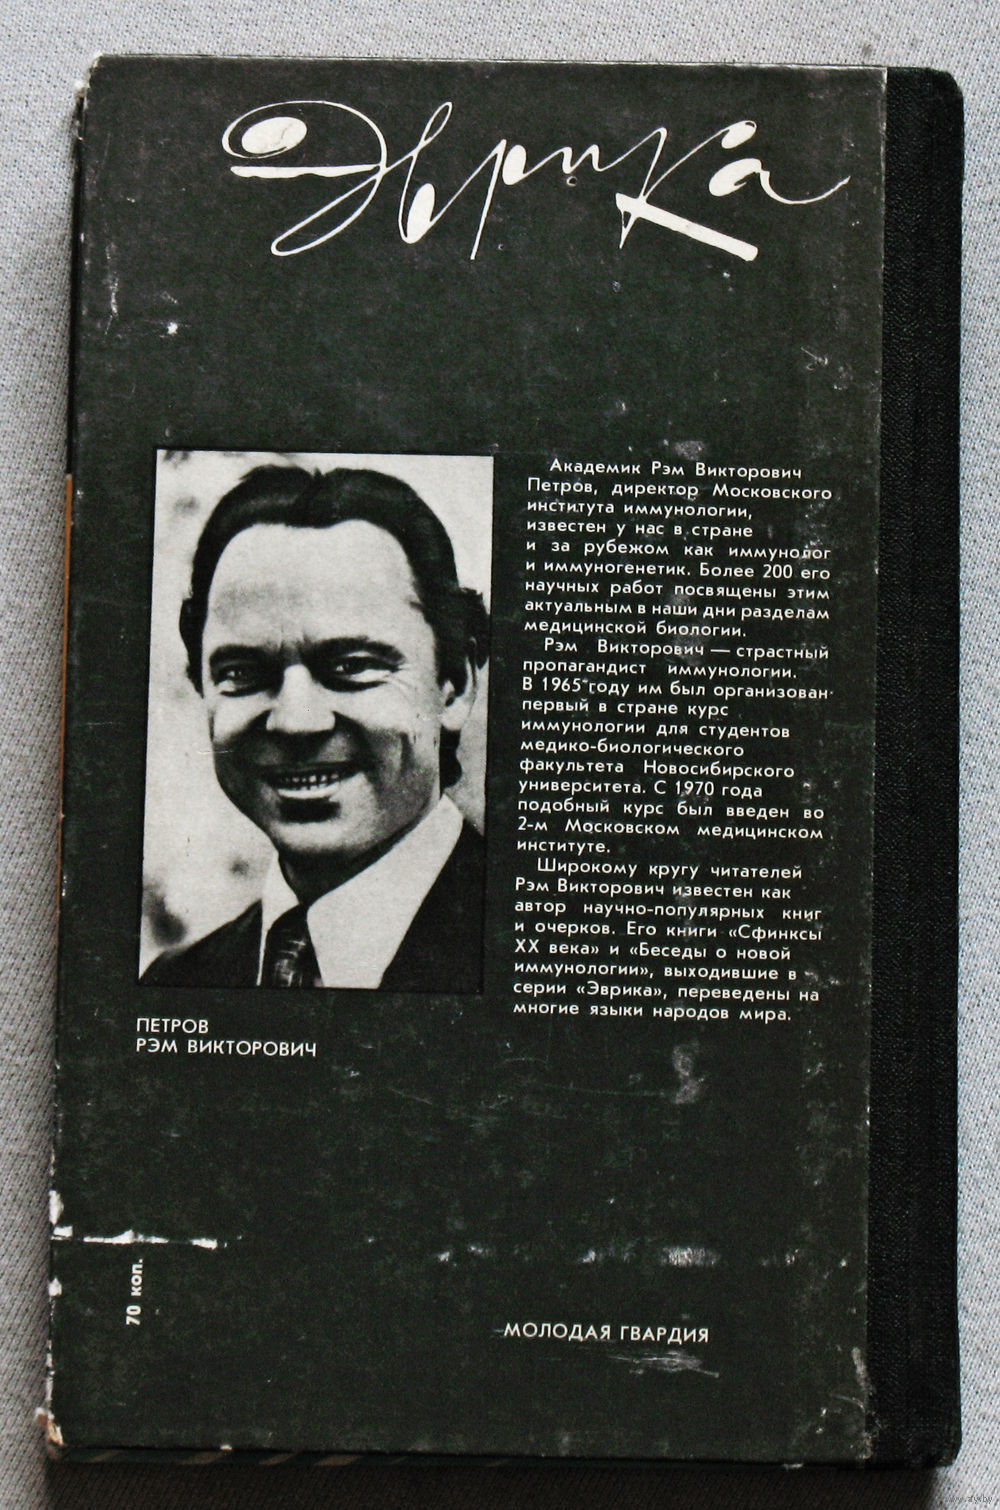 Эврика
Академик Рэм Викторович
Петров, директор Московского
института иммунологии,
известен у нас в стране
и за рубежом как иммунолог
и иммуногенетик. Более 200 его
научных работ посвящены этим
актуальным в наши дни разделам
медицинской биологии.
Рэм Викторович — страстный
пропагандист иммунологии.
В 1965 году им был организован
первый в стране курс
иммунологии для студентов
медико-биологического
факультета Новосибирского
университета. С 1970 года
подобный курс был введен во
2-м Московском медицинском
институте.
Широкому кругу читателей
Рэм Викторович известен как
автор научно-популярных книг
и очерков. Его книги «Сфинксы
XX века» и «Беседы о новой
иммунологии», выходившие в
серии «Эврика», переведены на
многие языки народов мира.
ПЕТРОВ
РЭМ ВИКТОРОВИЧ
70 коп.
МОЛОДАЯ ГВАРДИЯ